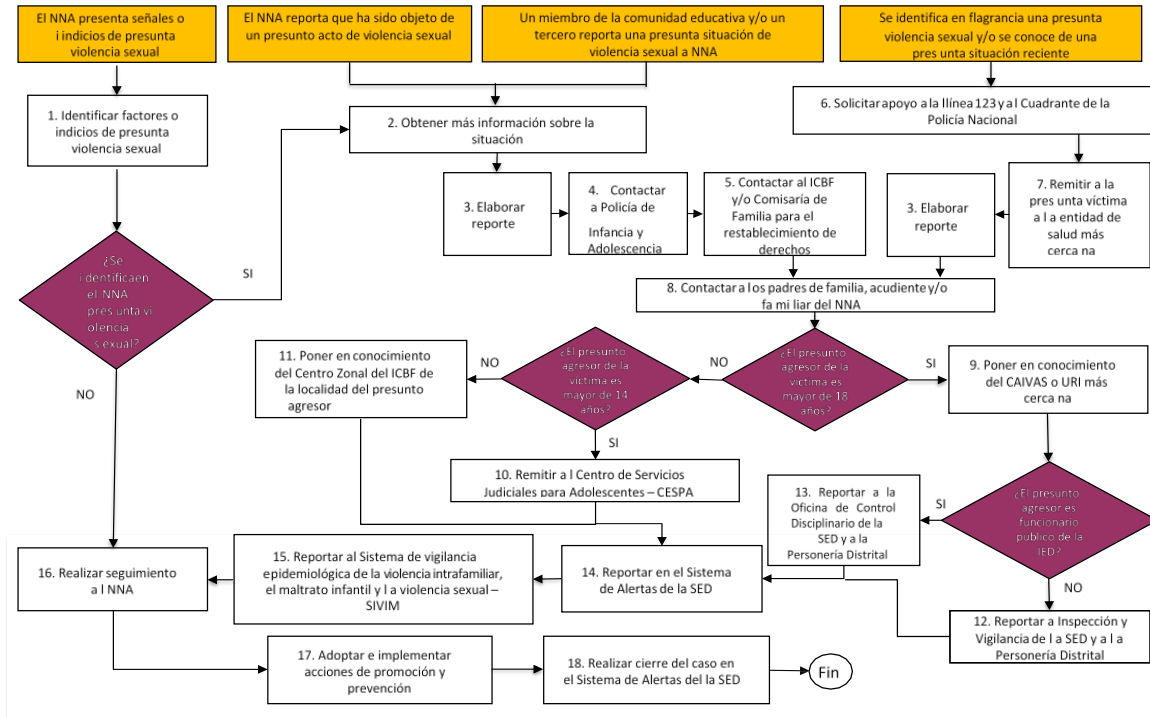 El NNA presenta señales o
i indicios de presunta
violencia sexual
El NNA reporta que ha sido objeto de
un presunto acto de violencia sexual
Un miembro de la comunidad educativa y/o un
tercero reporta una presunta situación de
violencia sexual a NNA
Se identifica en flagrancia una presunta
violencia sexual y/o se conoce de una
pres unta situación reciente
1. Identificar factores o
indicios de presunta
violencia sexual
2. Obtener más información sobre la
situación
6. Solicitar apoyo a la llínea 123 y a l Cuadrante de la
Policía Nacional
3. Elaborar
reporte
4. Contactar
a Policía de
Infancia y
Adolescencia
5. Contactar al ICBF
y/o Comisaría de
Familia para el
restablecimiento de
derechos
3. Elaborar
reporte
7. Remitir a la
pres unta víctima
a l a entidad de
salud más
cerca na
¿Se
i dentificaen
el NNA
pres unta vi
olencia
s exual?
SI
NO
8. Contactar a los padres de familia, acudiente y/o
fa mi liar del NNA
11. Poner en conocimiento
del Centro Zonal del ICBF de
la localidad del presunto
agresor
NO
¿El presunto
agresor de la
víctima es
mayor de 14
años?
NO
¿El presunto
agresor de la
víctima es
mayor de 18
años?
SI
9. Poner en conocimiento
del CAIVAS o URI más
cerca na
SI
10. Remitir a l Centro de Servicios
Judiciales para Adolescentes – CESPA
13. Reportar a la
Oficina de Control
Disciplinario de la
SED y a la
Personería Distrital
SI
¿El presunto
agresor es
funcionario
público de la
IED?
NO
16. Realizar seguimiento
a l NNA
15. Reportar al Sistema de vigilancia
epidemiológica de la violencia intrafamiliar,
el maltrato infantil y l a violencia sexual –
SIVIM
14. Reportar en el Sistema
de Alertas de la SED
12. Reportar a Inspección y
Vigilancia de l a SED y a l a
Personería Distrital
17. Adoptar e implementar
acciones de promoción y
prevención
18. Realizar cierre del caso en
el Sistema de Alertas del la SED
Fin